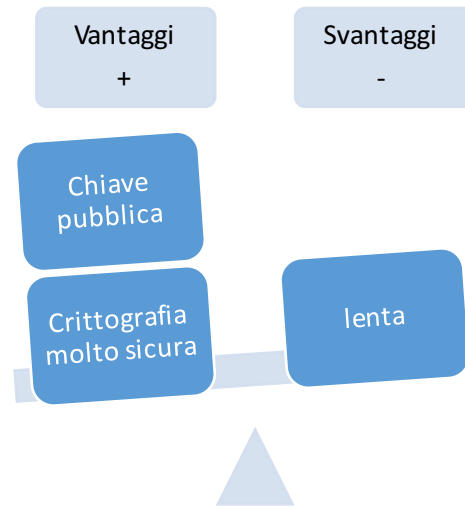 Vantaggi
+
Svantaggi
-
Chiave
pubblica
Crittografia
molto sicura
lenta